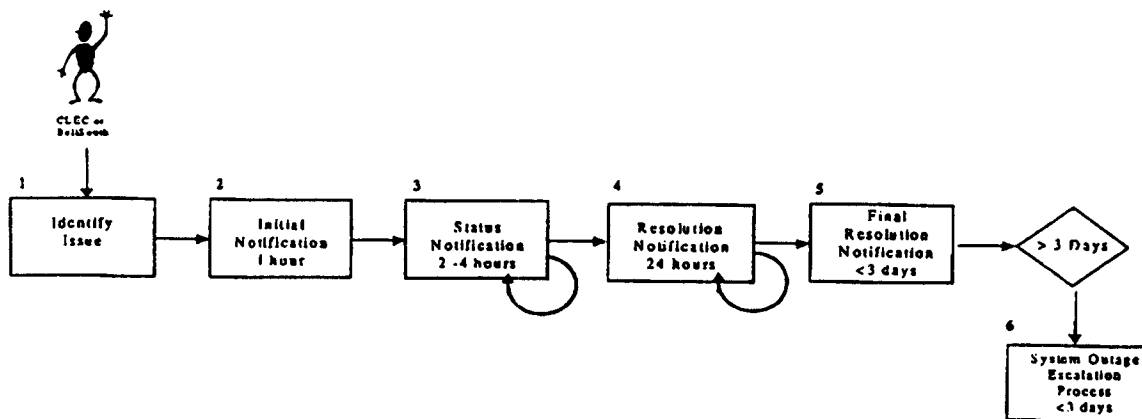 CLEC or
BellSouth
1
Identify
Issue
2
Initial
Notification
1 hour
3
Status
Notification
2 -4 hours
4
Resolution
Notification
24 hours
5
Final
Resolution
Notification
<3 days
> 3 Days
6
System Outage
Escalation
Process
<3 days